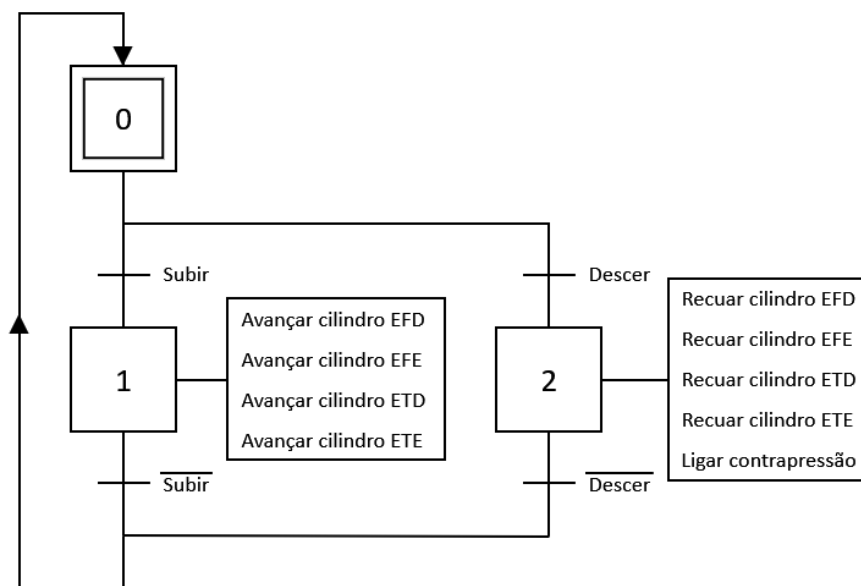 0
Subir
Descer
1
Avançar cilindro EFD
Avançar cilindro EFE
Avançar cilindro ETD
Avançar cilindro ETE
2
Recuar cilindro EFD
Recuar cilindro EFE
Recuar cilindro ETD
Recuar cilindro ETE
Ligar contrapressão
Subir
Descer